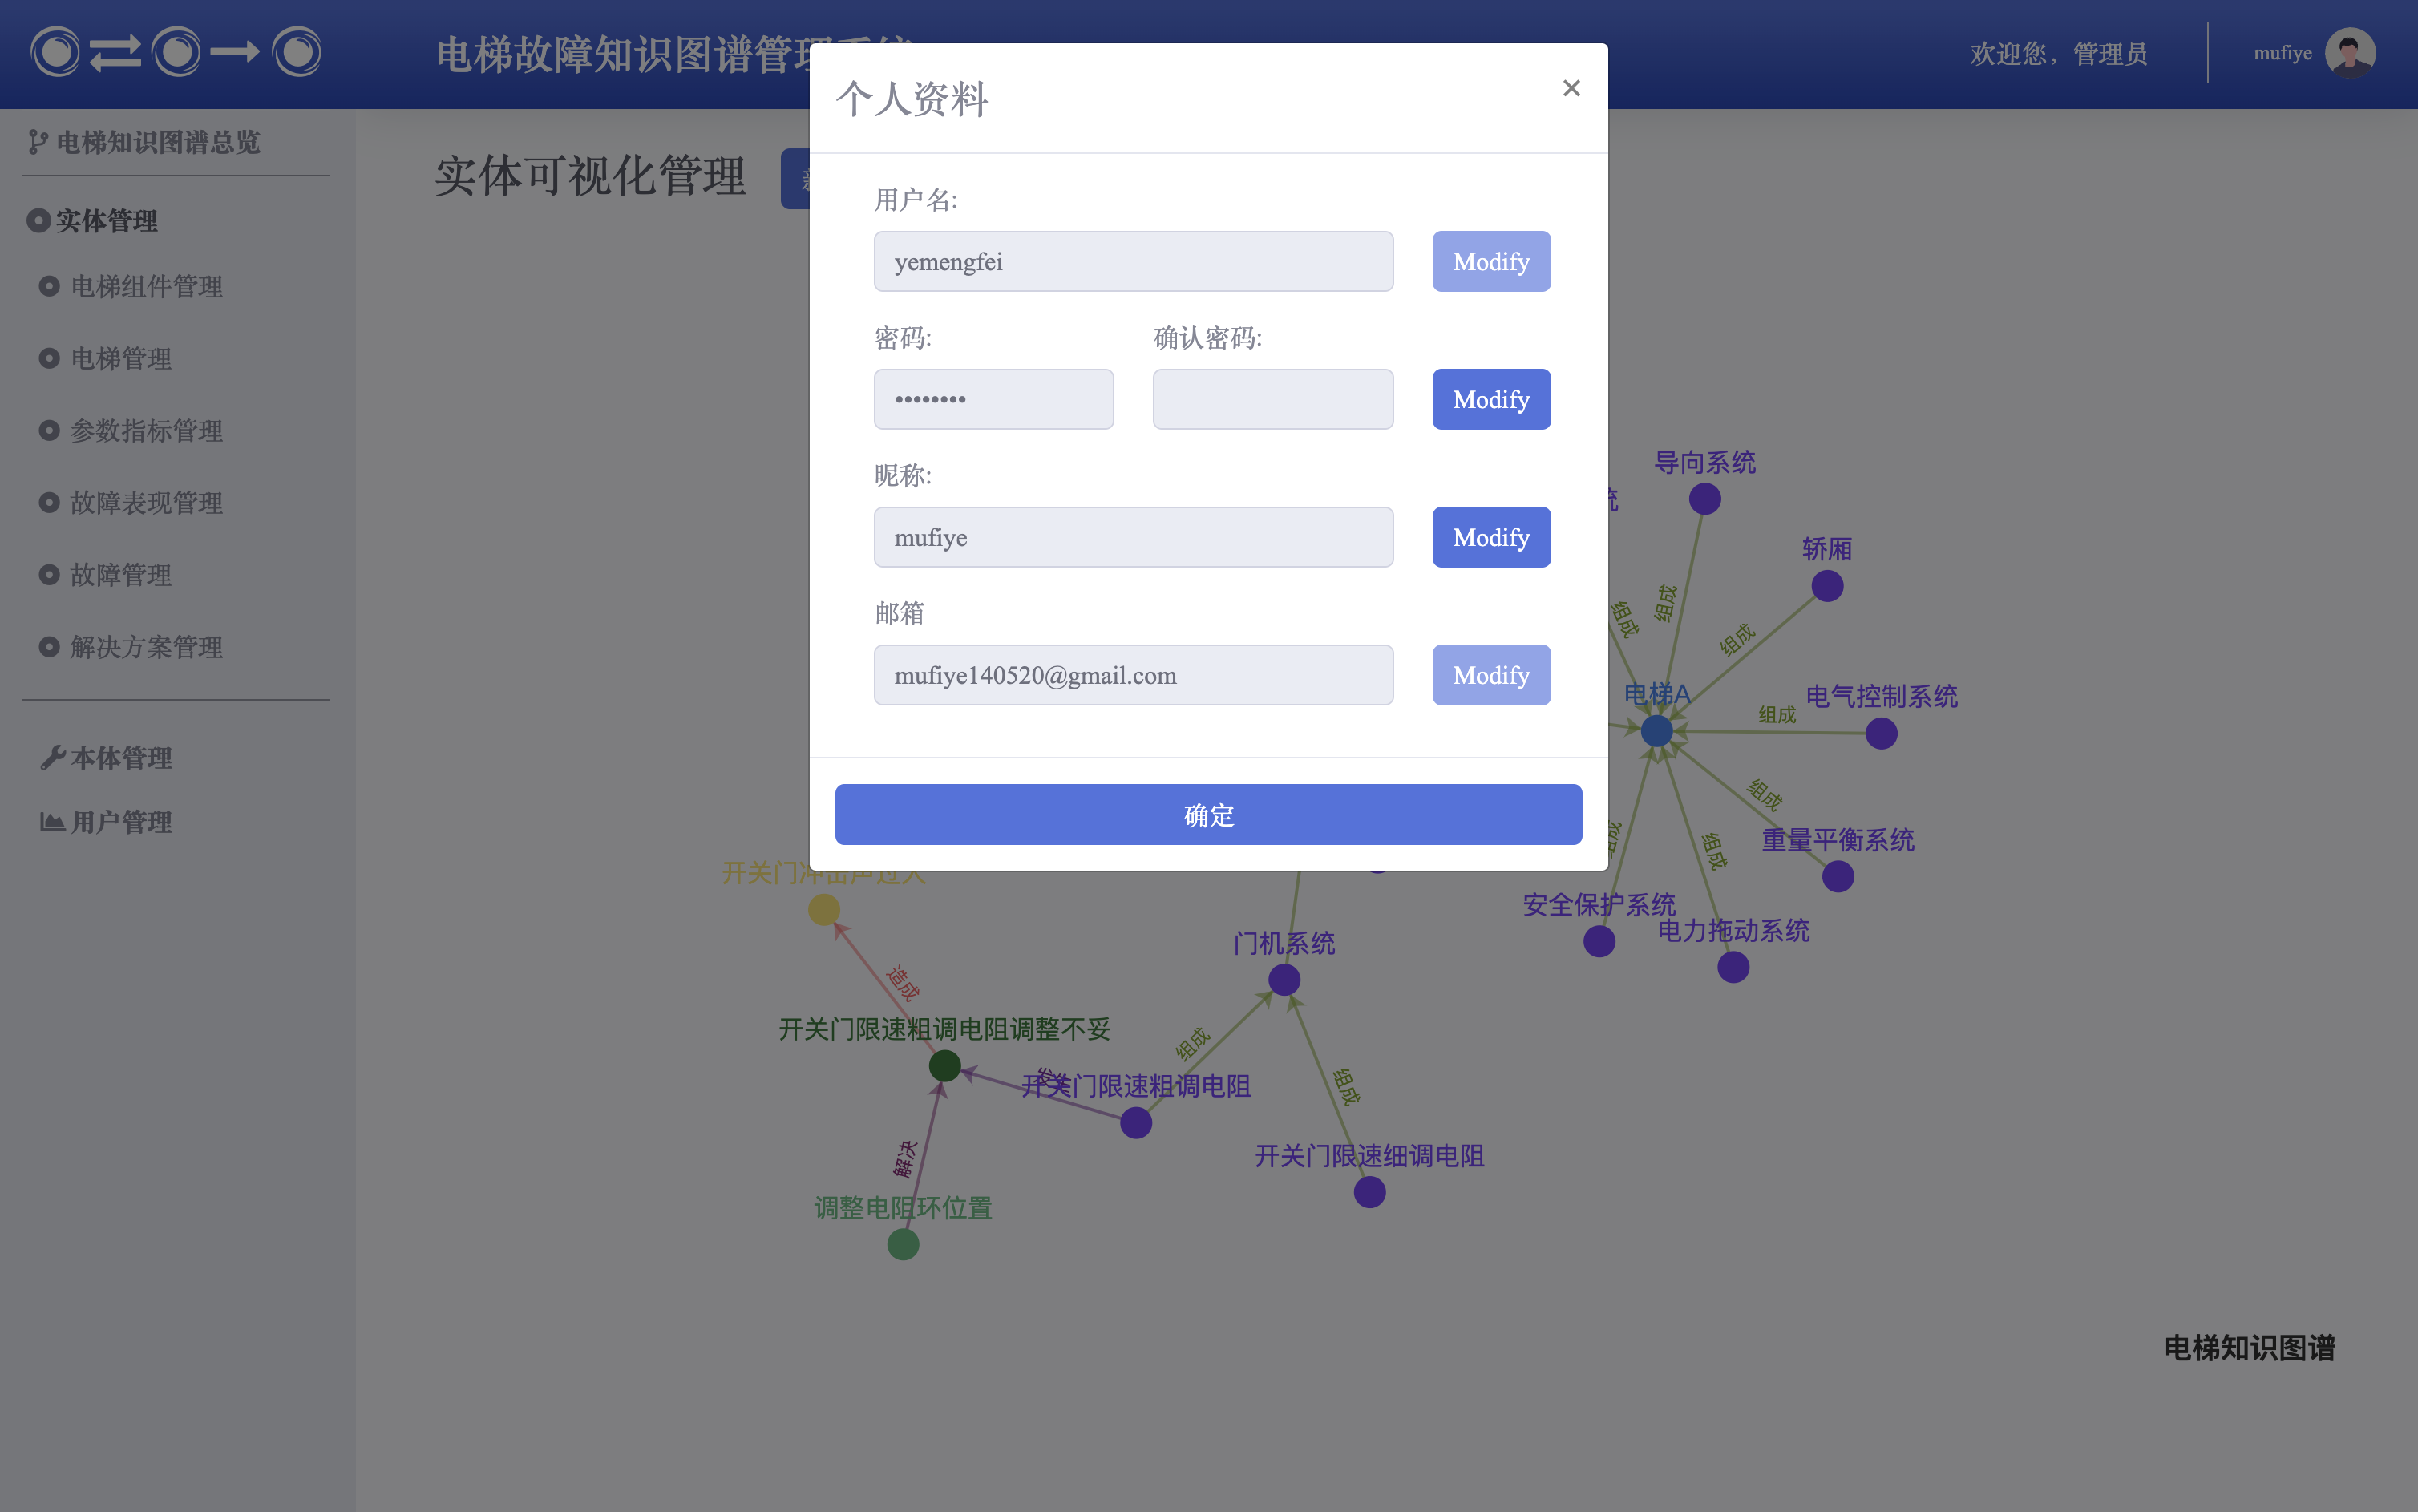 电梯故障知识图谱管理系统
欢迎您，管理员
mufiye
电梯知识图谱总览
实体管理
电梯组件管理
电梯管理
参数指标管理
故障表现管理
故障管理
解决方案管理
本体管理
用户管理
实体可视化管理
个人资料
×
用户名:
yemengfei
Modify
密码:
确认密码:
••••••••
Modify
昵称:
mufiye
Modify
邮箱
mufiye140520@gmail.com
Modify
确定
导向系统
轿厢
电气控制系统
电梯A
重量平衡系统
安全保护系统
电力拖动系统
组成
组成
组成
组成
组成
组成
开关门冲击声过大
造成
门机系统
开关门限速粗调电阻调整不妥
组成
发生
开关门限速粗调电阻
组成
开关门限速细调电阻
解决
调整电阻环位置
电梯知识图谱